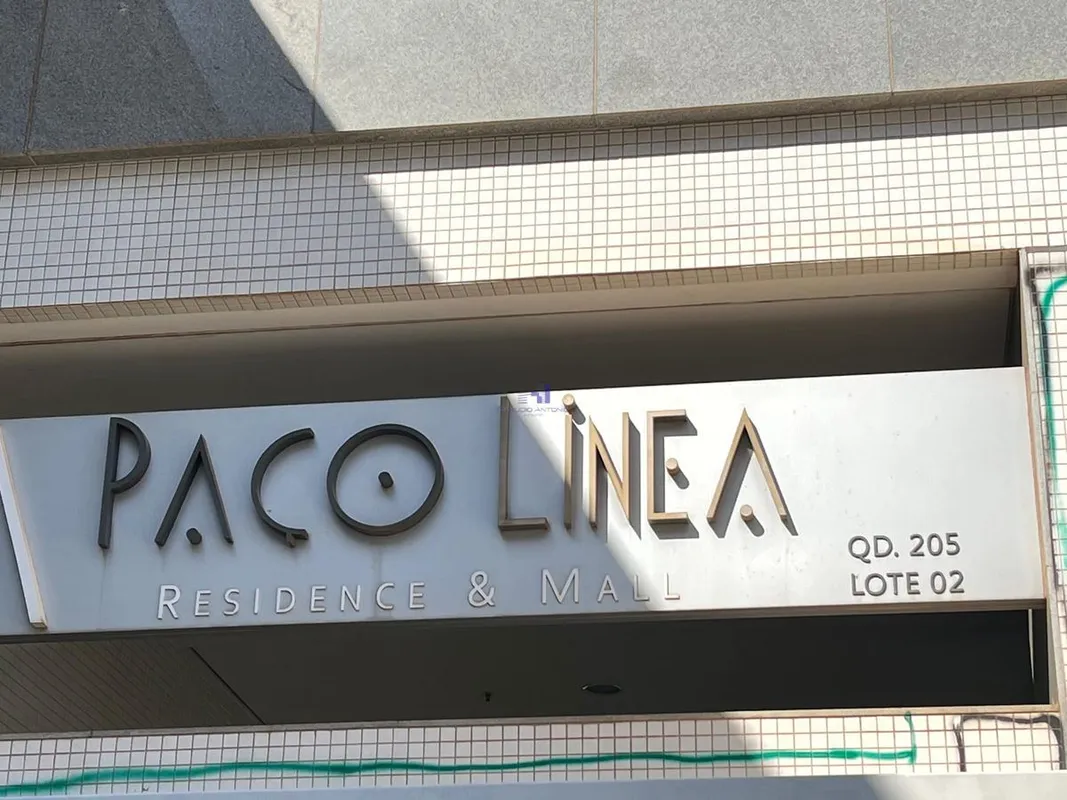 PAÇO LINEA
RESIDENCE & MALL
QD. 205
LOTE 02